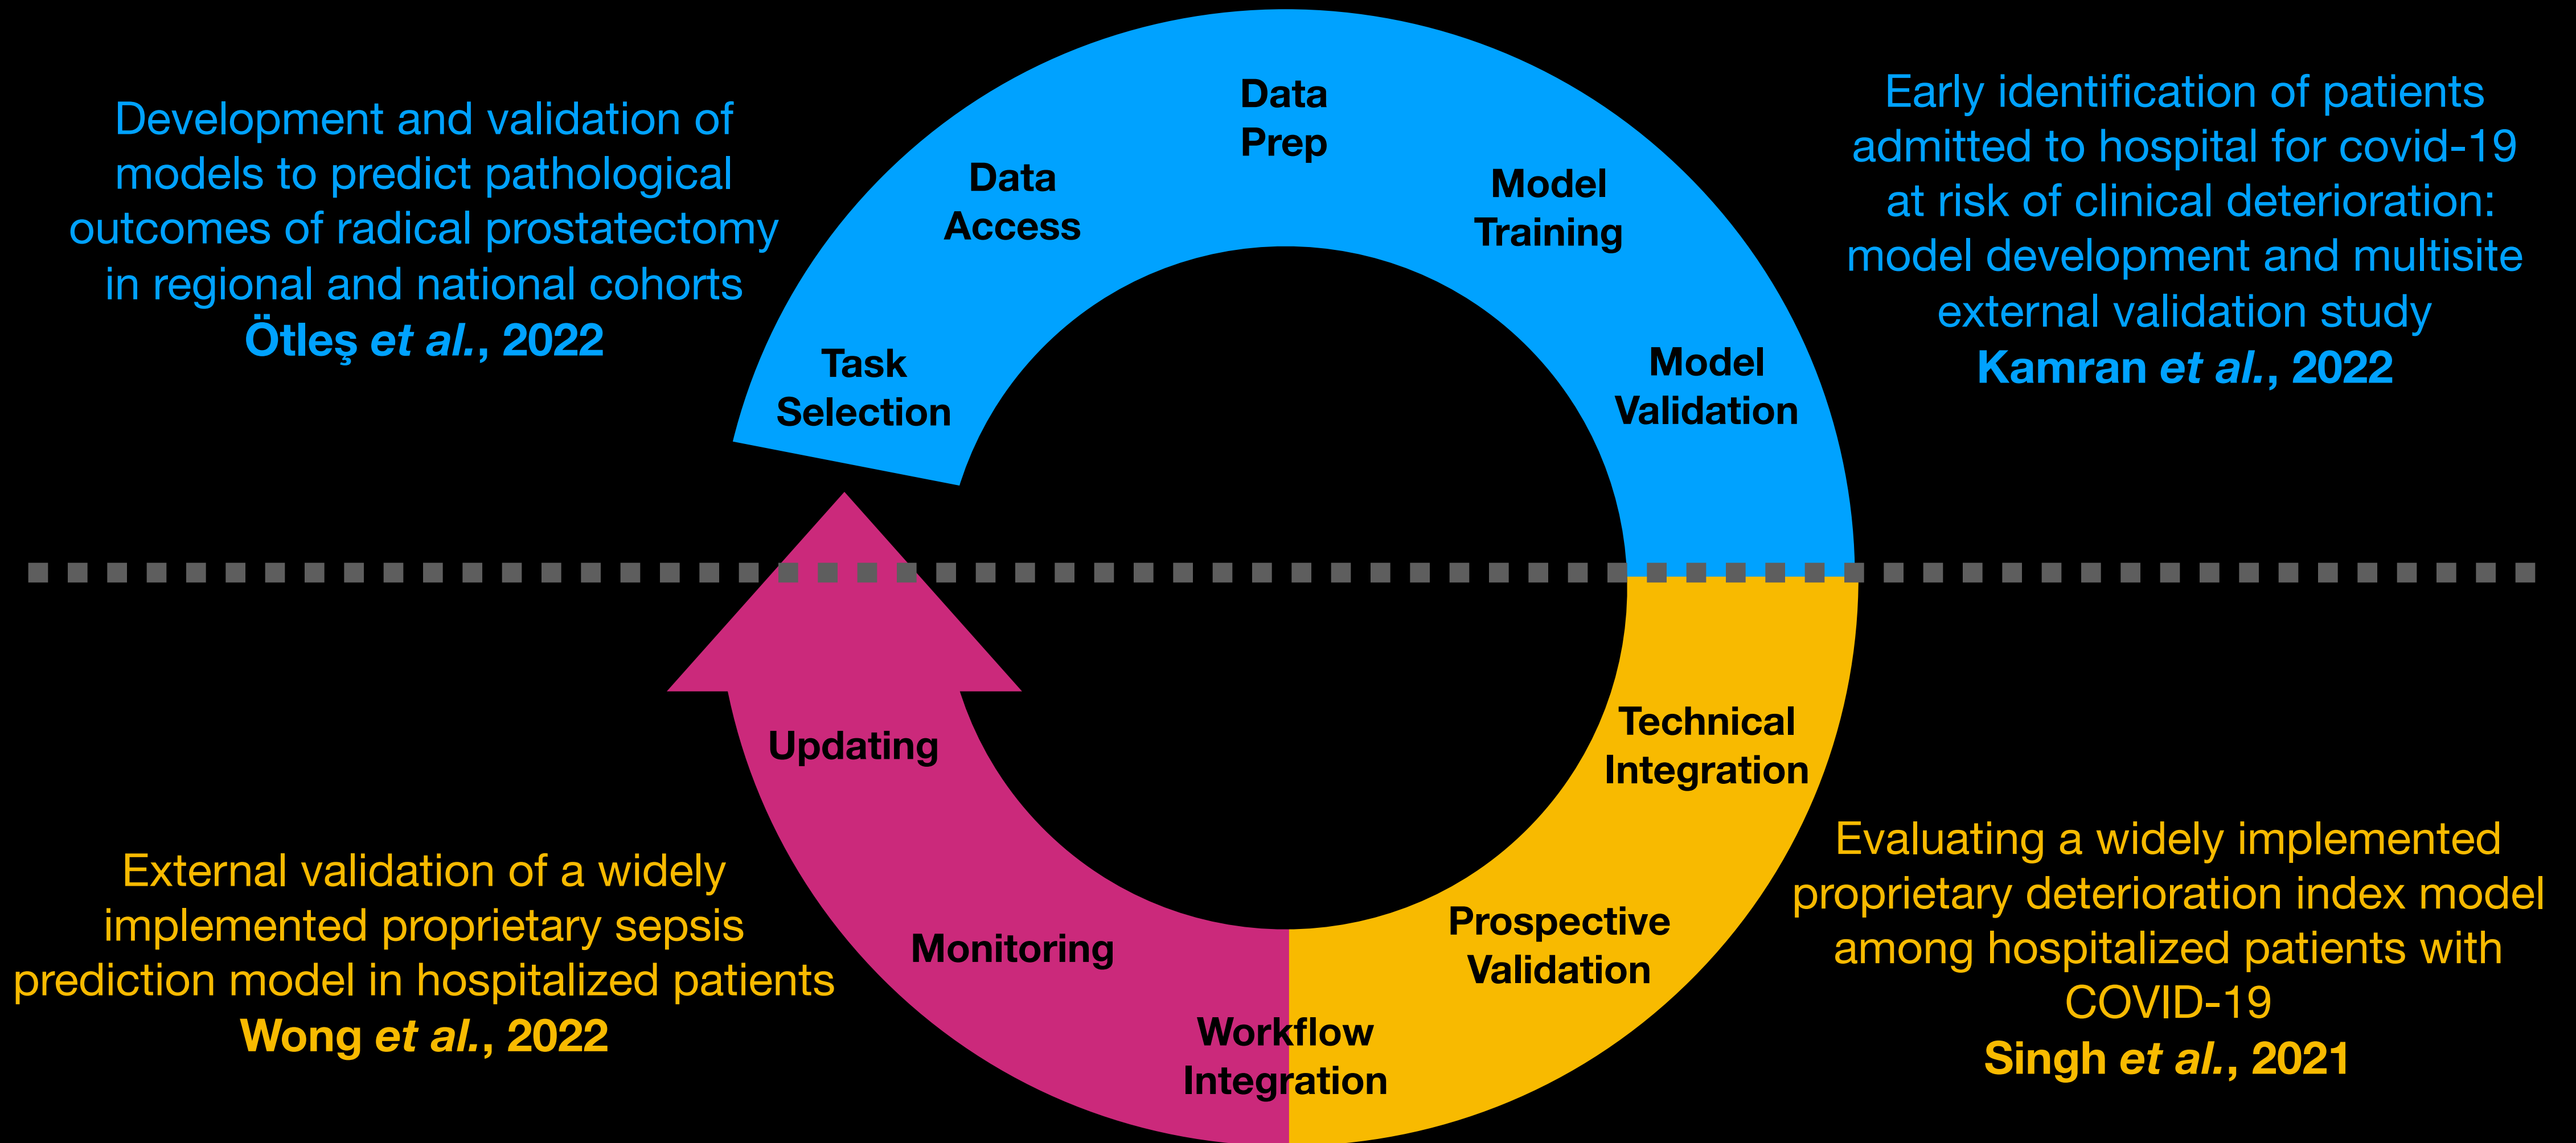 Development and validation of
models to predict pathological
outcomes of radical prostatectomy
in regional and national cohorts
Ötleş et al., 2022
Task
Selection
Data
Access
Data
Prep
Model
Training
Model
Validation
Early identification of patients
admitted to hospital for covid-19
at risk of clinical deterioration:
model development and multisite
external validation study
Kamran et al., 2022
Technical
Integration
Prospective
Validation
Workflow
Integration
Monitoring
Updating
External validation of a widely
implemented proprietary sepsis
prediction model in hospitalized patients
Wong et al., 2022
Evaluating a widely implemented
proprietary deterioration index model
among hospitalized patients with
COVID-19
Singh et al., 2021